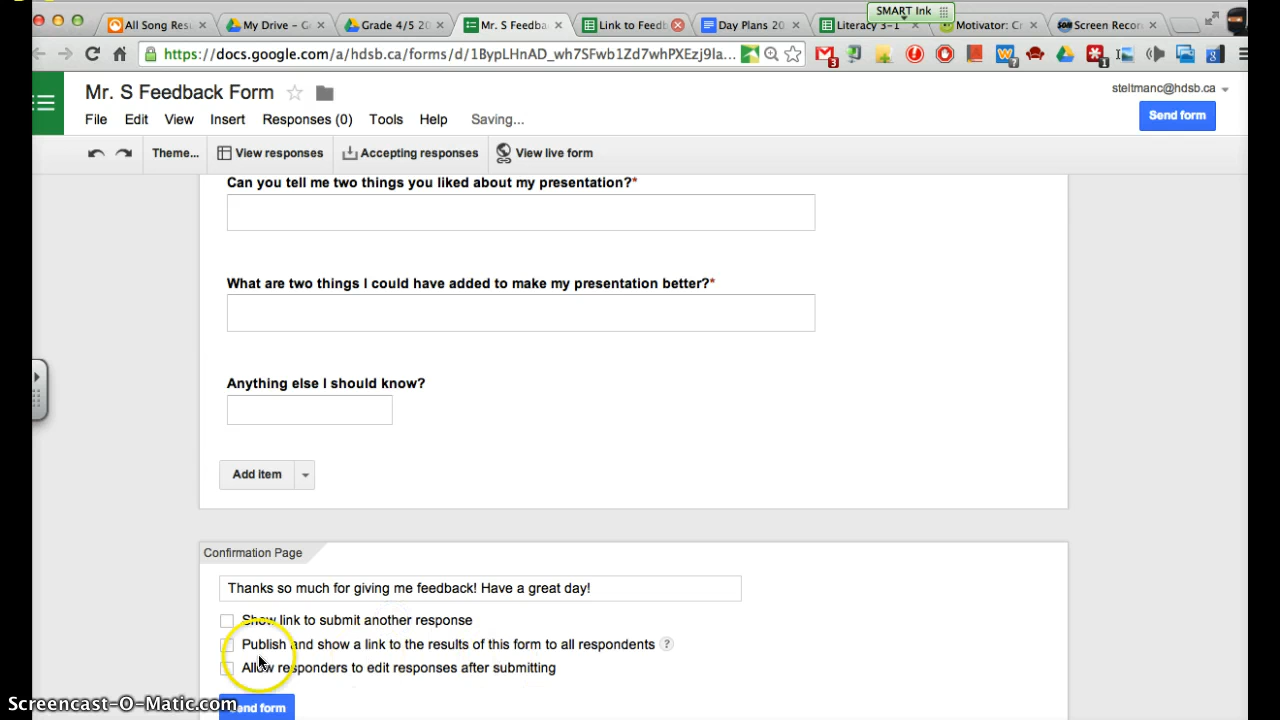 SMART Ink
All Song Res
My Drive - G
Grade 4/5 20
Mr. S Feedba
Link to Feedb
Day Plans 20
Literacy 3-1
Motivator: Cr
Screen Recor
https://docs.google.com/a/hdsb.ca/forms/d/1BypLHnAD_wh7SFwb1Zd7whPXEzj9Ia...
3
7
1
Mr. S Feedback Form
steltmanc@hdsb.ca
File Edit View Insert Responses (0) Tools Help Saving...
Send form
Theme... View responses Accepting responses View live form
Can you tell me two things you liked about my presentation?*
What are two things I could have added to make my presentation better?*
Anything else I should know?
Add item
Confirmation Page
Thanks so much for giving me feedback! Have a great day!
Show link to submit another response
Publish and show a link to the results of this form to all respondents ?
Allow responders to edit responses after submitting
Send form
Screencast-O-Matic.com